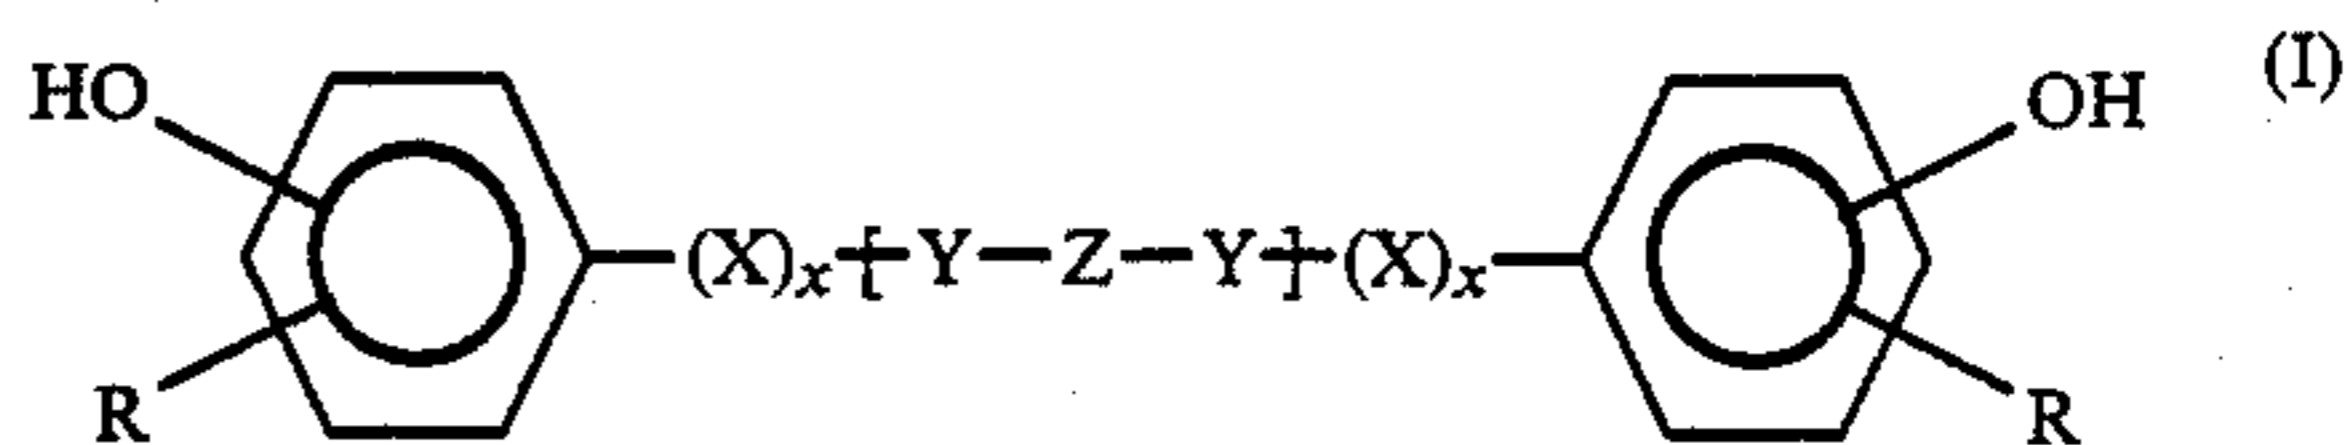 HO OH (I)
(X)x [ Y — Z — Y ] (X)x
R R